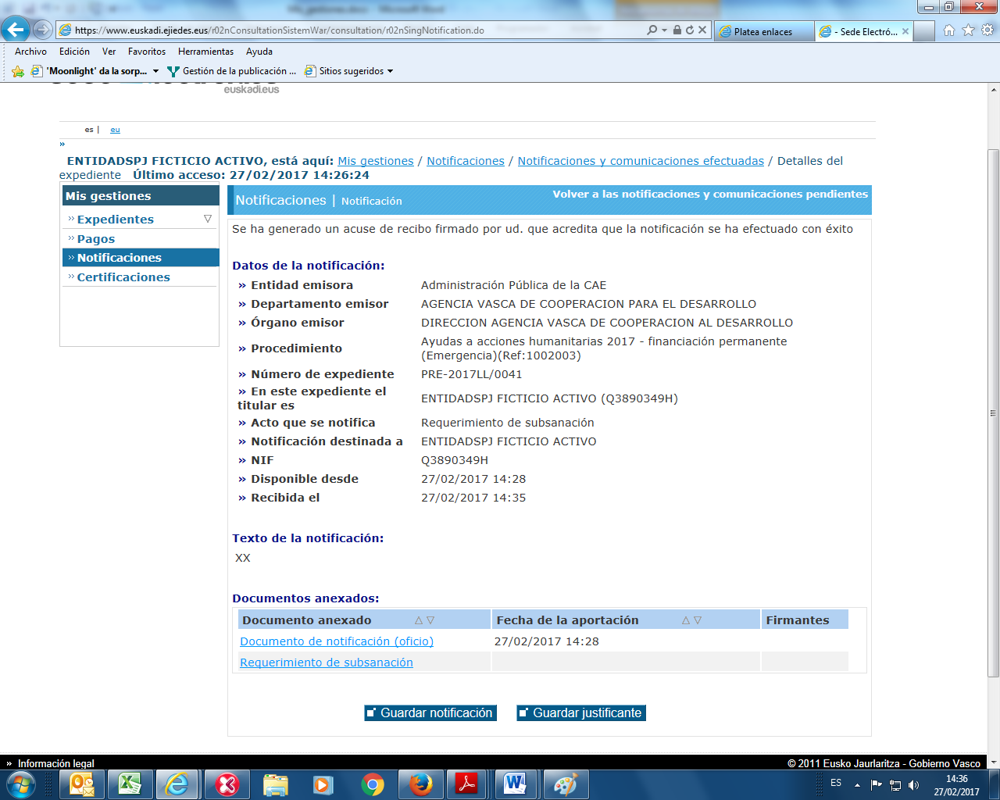 https://www.euskadi.ejiedes.eus/r02nConsultationSistemWar/consultation/r02nSingNotification.do
Platea enlaces
- Sede Electró...
Archivo Edición Ver Favoritos Herramientas Ayuda
'Moonlight' da la sorp... Gestión de la publicación ... Sitios sugeridos
euskadi.eus
es | eu
»
ENTIDADSPJ FICTICIO ACTIVO, está aquí: Mis gestiones / Notificaciones / Notificaciones y comunicaciones efectuadas / Detalles del
expediente Último acceso: 27/02/2017 14:26:24
Mis gestiones
» Expedientes ▽
» Pagos
» Notificaciones
» Certificaciones
Notificaciones | Notificación
Volver a las notificaciones y comunicaciones pendientes
Se ha generado un acuse de recibo firmado por ud. que acredita que la notificación se ha efectuado con éxito
Datos de la notificación:
» Entidad emisora Administración Pública de la CAE
» Departamento emisor AGENCIA VASCA DE COOPERACION PARA EL DESARROLLO
» Órgano emisor DIRECCION AGENCIA VASCA DE COOPERACION AL DESARROLLO
» Procedimiento Ayudas a acciones humanitarias 2017 - financiación permanente
(Emergencia)(Ref:1002003)
» Número de expediente PRE-2017LL/0041
» En este expediente el
titular es ENTIDADSPJ FICTICIO ACTIVO (Q3890349H)
» Acto que se notifica Requerimiento de subsanación
» Notificación destinada a ENTIDADSPJ FICTICIO ACTIVO
» NIF Q3890349H
» Disponible desde 27/02/2017 14:28
» Recibida el 27/02/2017 14:35
Texto de la notificación:
XX
Documentos anexados:
Documento anexado △▽ Fecha de la aportación △▽ Firmantes
Documento de notificación (oficio) 27/02/2017 14:28
Requerimiento de subsanación
Guardar notificación Guardar justificante
» Información legal © 2011 Eusko Jaurlaritza - Gobierno Vasco
ES
14:36
27/02/2017